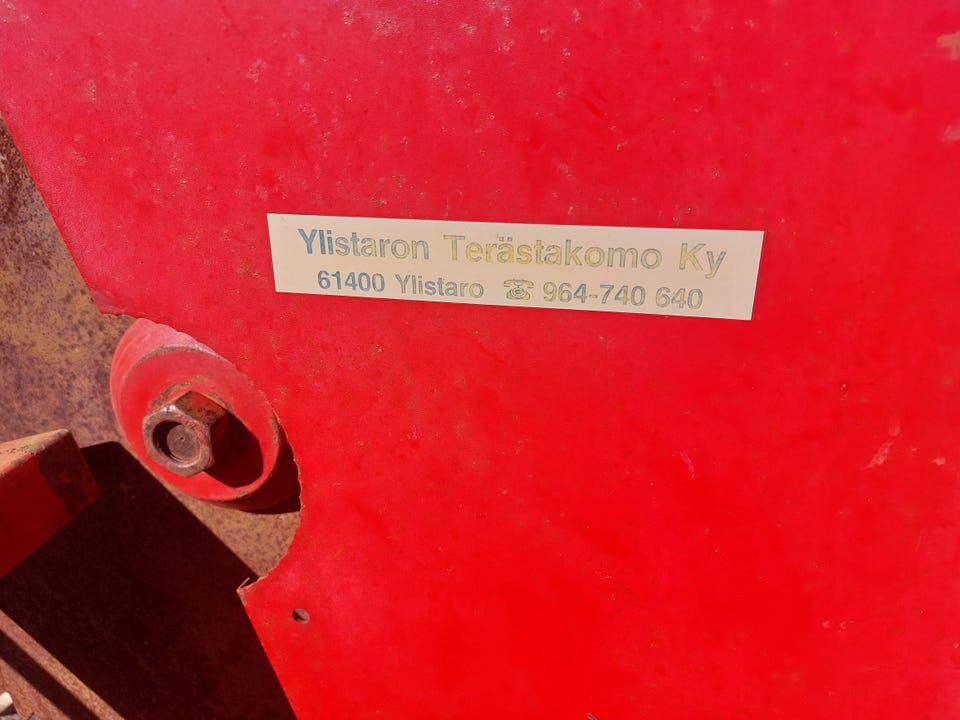 Ylistaron Terästakomo Ky
61400 Ylistaro ☎ 964-740 640